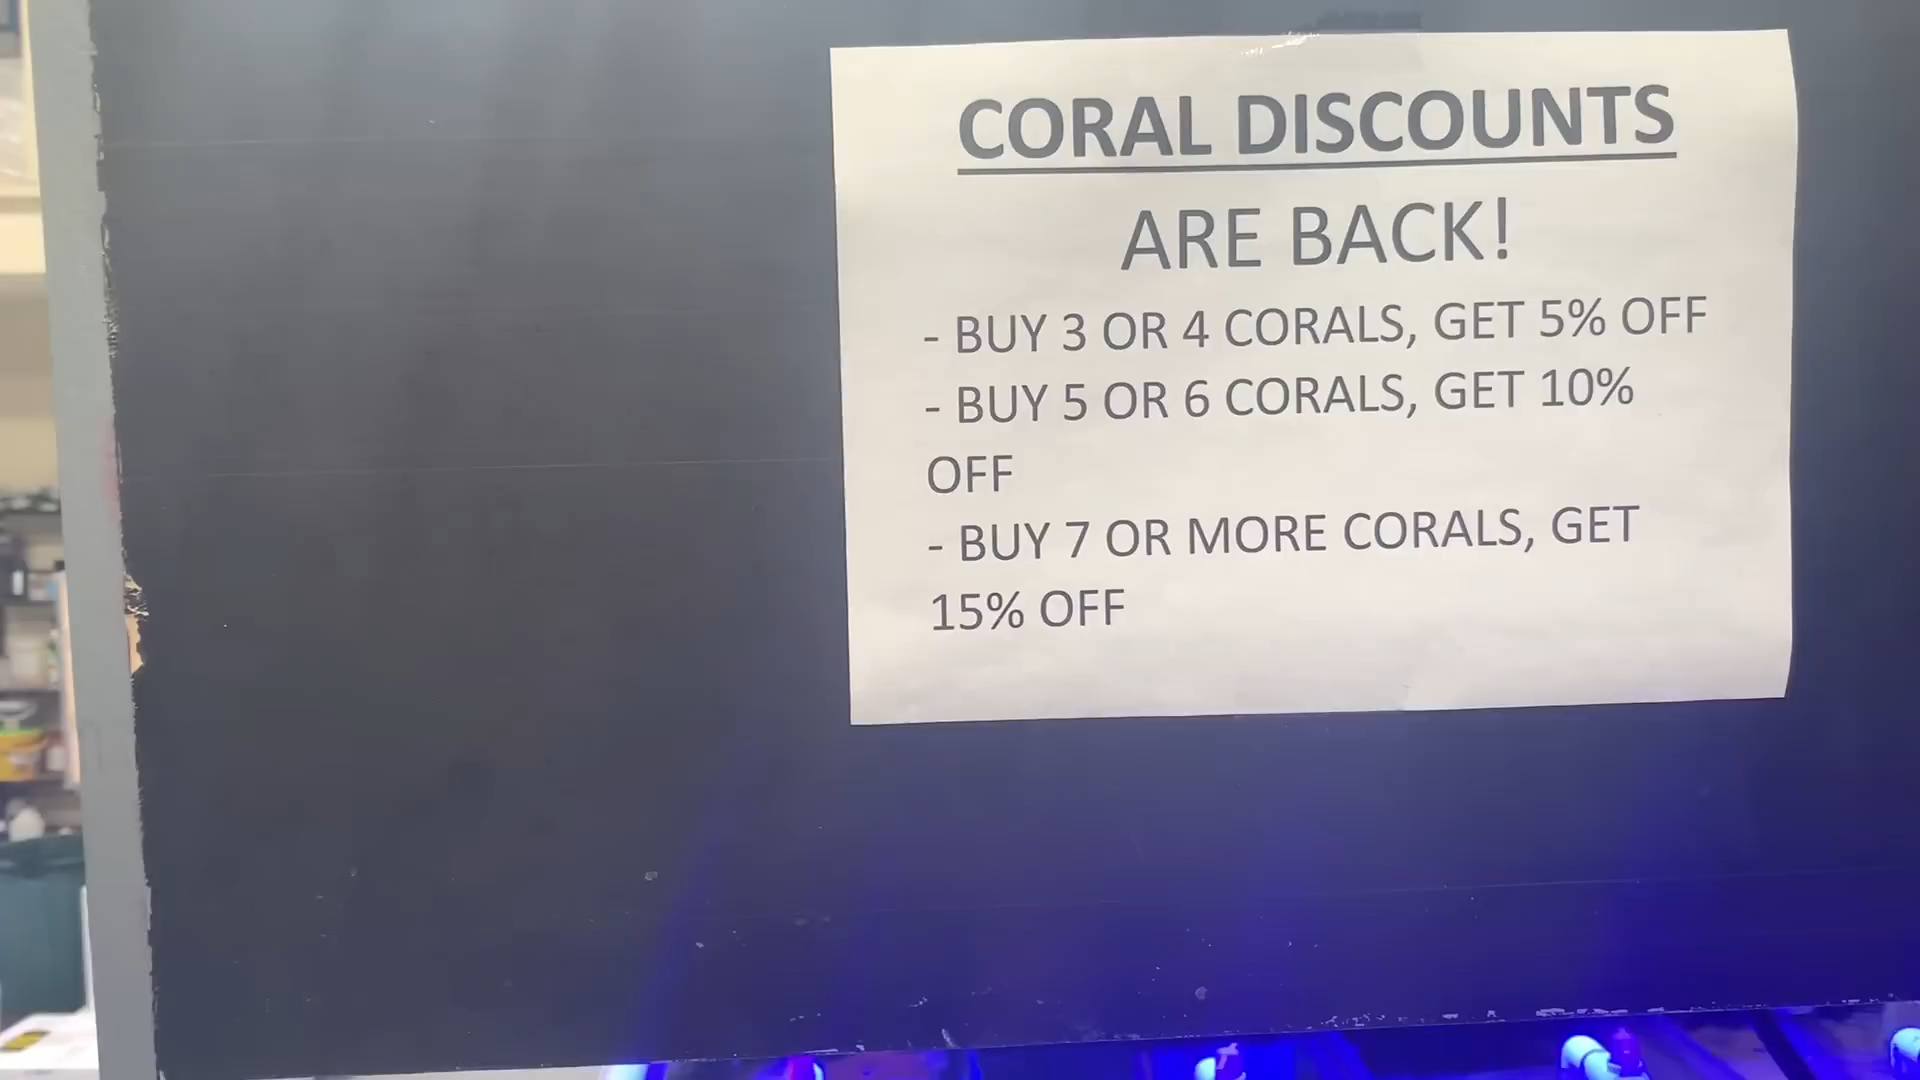 CORAL DISCOUNTS
ARE BACK!
- BUY 3 OR 4 CORALS, GET 5% OFF
- BUY 5 OR 6 CORALS, GET 10%
OFF
- BUY 7 OR MORE CORALS, GET
15% OFF